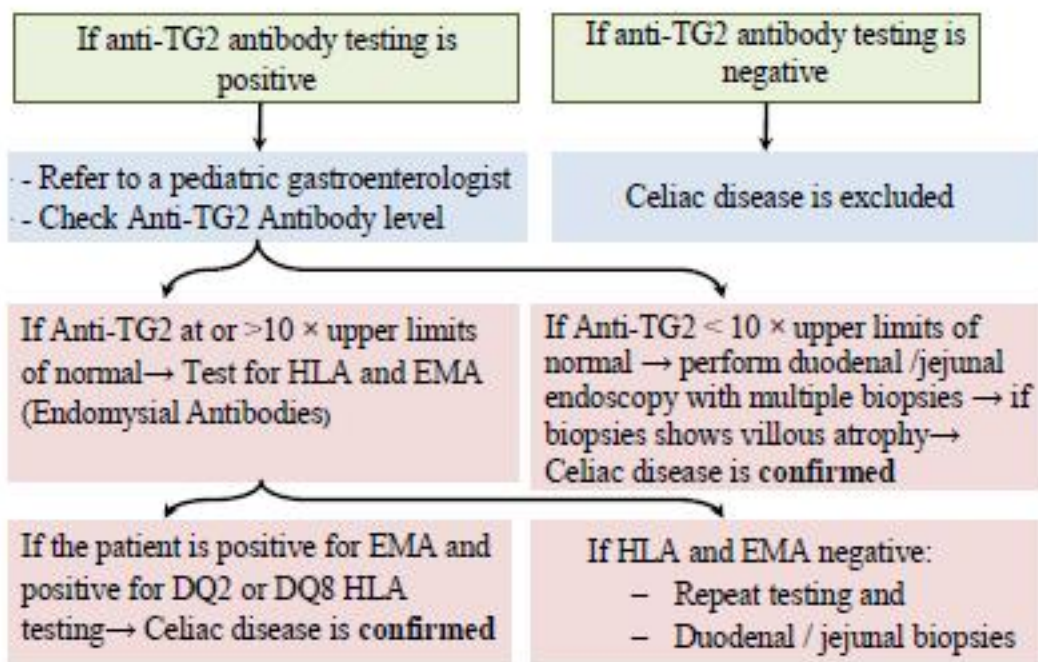 If anti-TG2 antibody testing is
positive
If anti-TG2 antibody testing is
negative
- Refer to a pediatric gastroenterologist
- Check Anti-TG2 Antibody level
Celiac disease is excluded
If Anti-TG2 at or >10 × upper limits
of normal→ Test for HLA and EMA
(Endomysial Antibodies)
If Anti-TG2 < 10 × upper limits of
normal → perform duodenal /jejunal
endoscopy with multiple biopsies → if
biopsies shows villous atrophy→
Celiac disease is confirmed
If the patient is positive for EMA and
positive for DQ2 or DQ8 HLA
testing→ Celiac disease is confirmed
If HLA and EMA negative:
– Repeat testing and
– Duodenal / jejunal biopsies